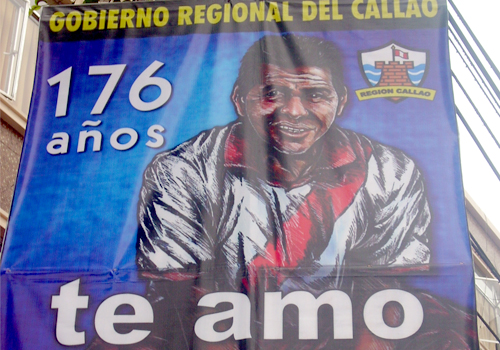 GOBIERNO REGIONAL DEL CALLAO
176
años
REGION CALLAO
te amo